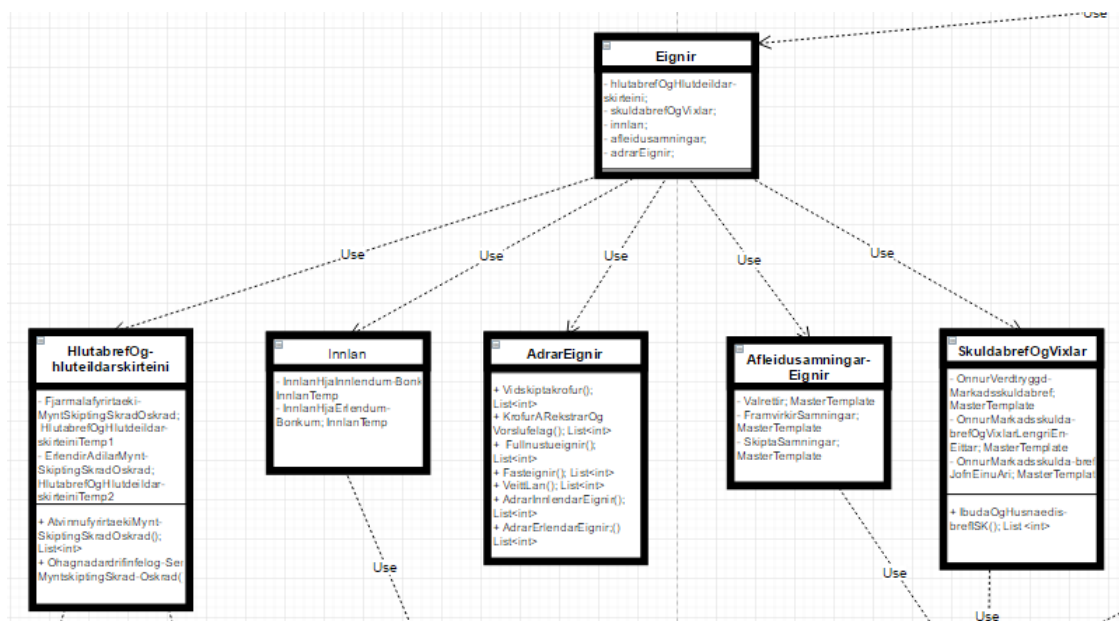 Use
Eignir
- hlutabrefOgHlutdeildar-
skirteini;
- skuldabrefOgVixlar;
- innlan;
- afleidusamningar;
- adrarEignir;
Use
Use
Use
Use
Use
HlutabrefOg-
hluteildarskirteini
- Fjarmalafyrirtaeki-
MyntSkiptingSkradOskrad;
HlutabrefOgHlutdeildar-
skirteiniTemp1
- ErlendirAdilarMynt-
SkiptingSkradOskrad;
HlutabrefOgHlutdeildar-
skirteiniTemp2
+ AtvinnufyrirtaekiMynt-
SkiptingSkradOskrad();
List<int>
+ Ohagnadardrifinfelog-Ser
MyntskiptingSkrad-Oskrad(
Innlan
- InnlanHjaInnlendum-Bonk
InnlanTemp
- InnlanHjaErlendum-
Bonkum; InnlanTemp
AdrarEignir
+ Vidskiptakrofur();
List<int>
+ KrofurARekstrarOg
Vorslufelag(); List<int>
+ Fullnustueignir();
List<int>
+ Fasteignir(); List<int>
+ VeittLan(); List<int>
+ AdrarInnlendarEignir();
List<int>
+ AdrarErlendarEignir;()
List<int>
Afleidusamningar-
Eignir
- Valrettir; MasterTemplate
- FramvirkirSamningar;
MasterTemplate
- SkiptaSamningar;
MasterTemplate
SkuldabrefOgVixlar
- OnnurVerdtryggd-
Markadsskuldabref;
MasterTemplate
- OnnurMarkadsskulda-
brefOgVixlarLengriEn-
Eittar; MasterTemplate
- OnnurMarkadsskulda-bref
JofnEinuAri; MasterTemplat
+ IbudaOgHusnaedis-
brefISK(); List <int>
Use
Use
Use